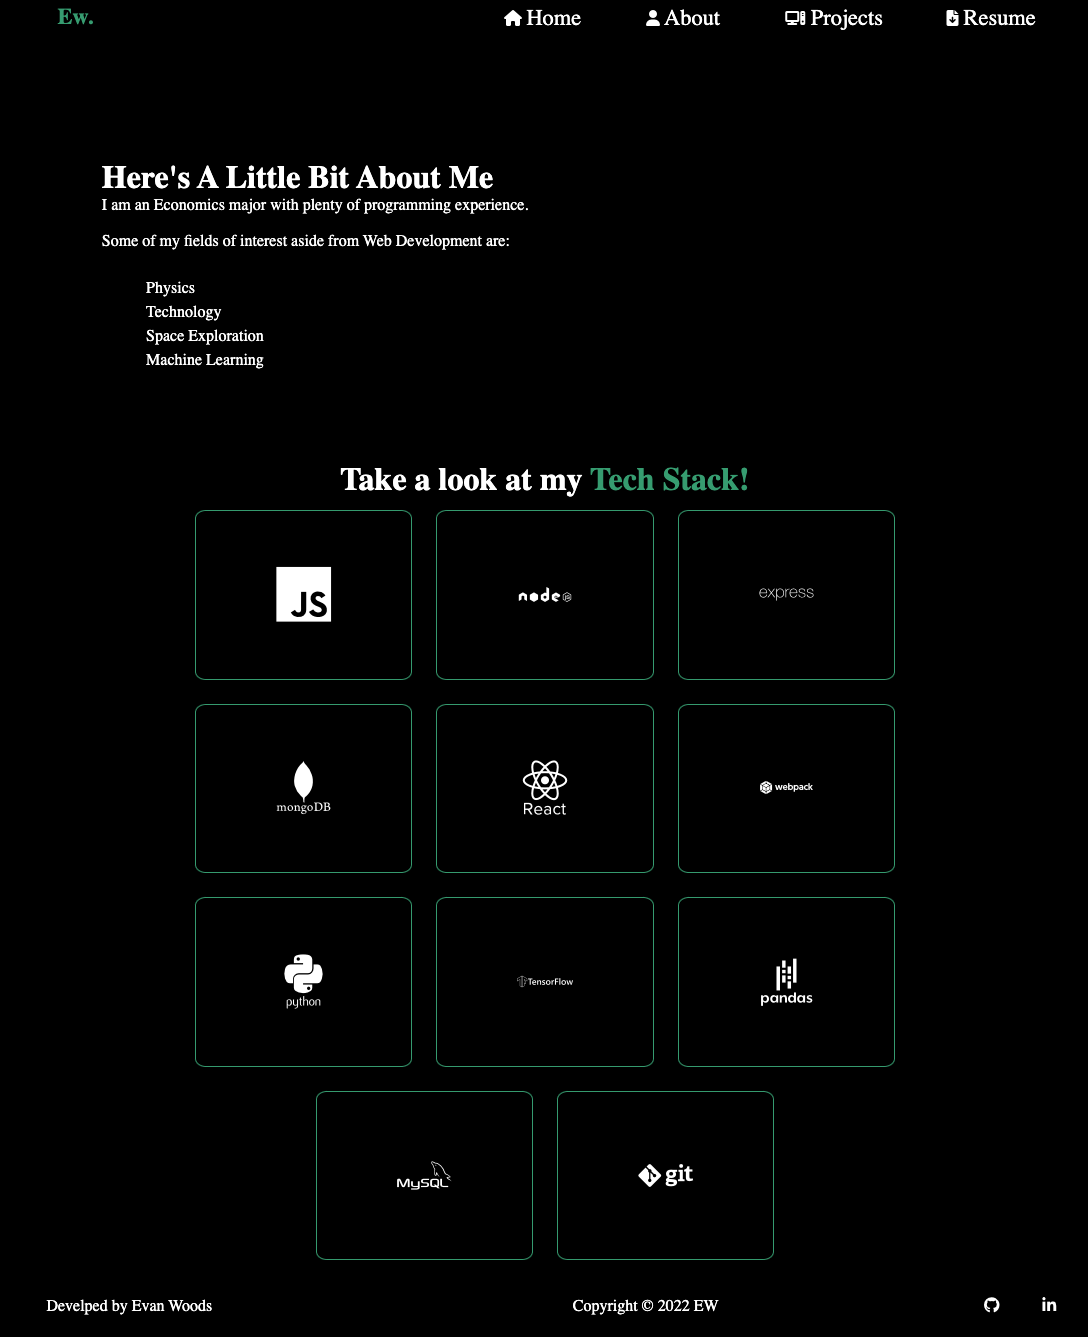 Ew.
Home About Projects Resume
Here's A Little Bit About Me
I am an Economics major with plenty of programming experience.
Some of my fields of interest aside from Web Development are:
Physics
Technology
Space Exploration
Machine Learning
Take a look at my Tech Stack!
JS
node
JS
express
mongoDB
React
webpack
python
TensorFlow
pandas
MySQL
git
Develped by Evan Woods
Copyright © 2022 EW
in